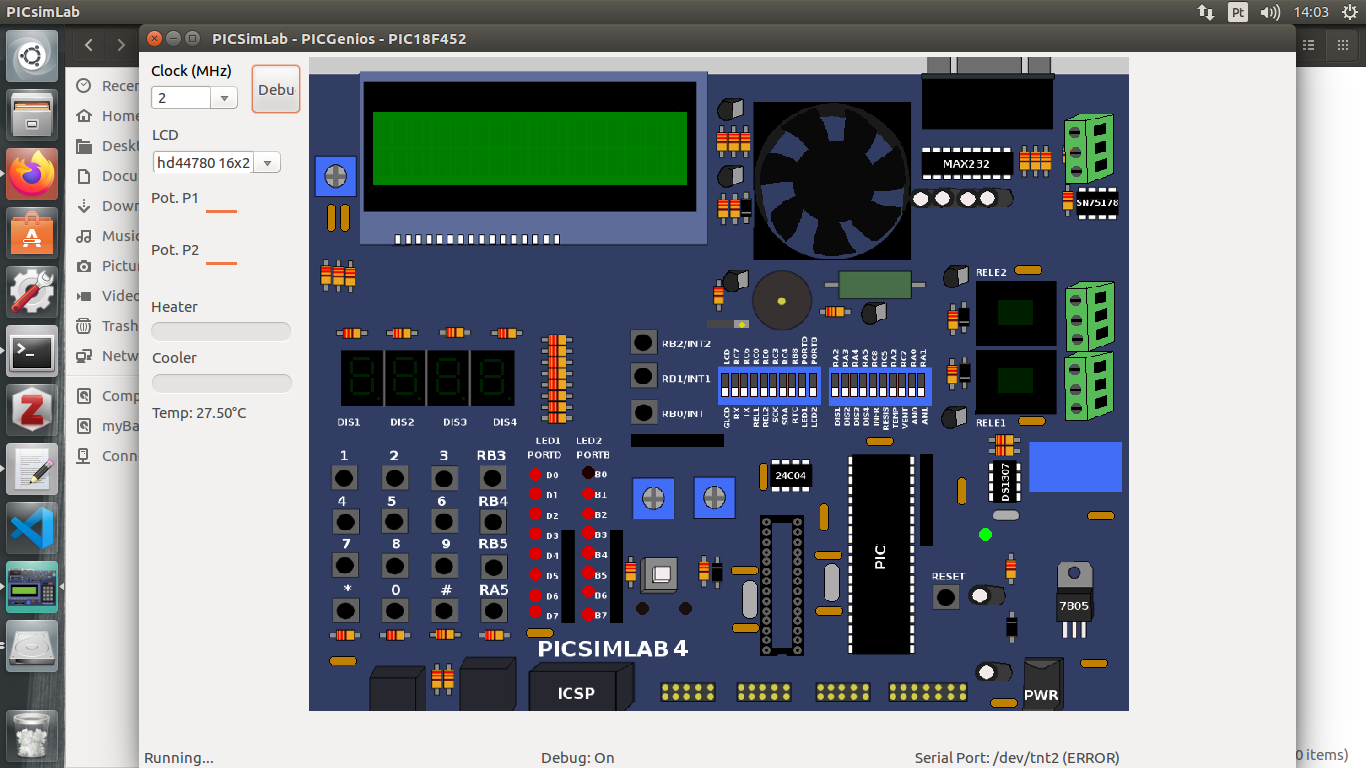 PICsimLab
Pt
14:03
PICSimLab - PICGenios - PIC18F452
Clock (MHz)
2
Debu
LCD
hd44780 16x2
Pot. P1
Pot. P2
Heater
Cooler
Temp: 27.50°C
Recen
Home
Deskt
Docu
Down
Music
Pictur
Video
Trash
Netw
Comp
myBa
Conn
MAX232
SN75178
RELE2
RELE1
RB2/INT2
RD1/INT1
RB0/INT
DIS1 DIS2 DIS3 DIS4
LED1 LED2
PORTD PORTB
D0 B0
D1 B1
D2 B2
D3 B3
D4 B4
D5 B5
D6 B6
D7 B7
1 2 3 RB3
4 5 6 RB4
7 8 9 RB5
* 0 # RA5
24C04
DS1307
PIC
RESET
7805
PICSIMLAB 4
ICSP
PWR
Running...
Debug: On
Serial Port: /dev/tnt2 (ERROR)
0 items)